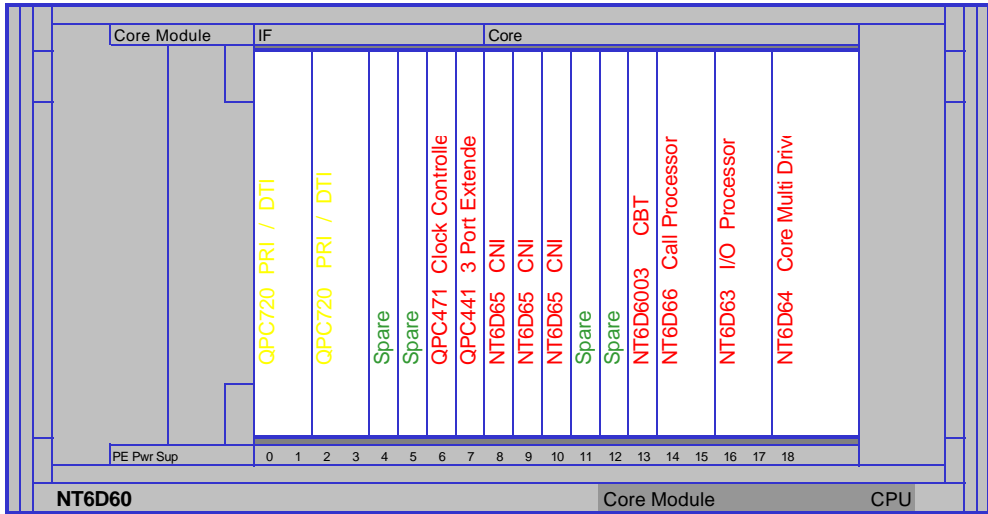 Core Module
IF
Core
QPC720 PRI / DTI
QPC720 PRI / DTI
Spare
Spare
QPC471 Clock Controlle
QPC441 3 Port Extende
NT6D65 CNI
NT6D65 CNI
NT6D65 CNI
Spare
Spare
NT6D6003 CBT
NT6D66 Call Processor
NT6D63 I/O Processor
NT6D64 Core Multi Driv
PE Pwr Sup
0 1 2 3 4 5 6 7 8 9 10 11 12 13 14 15 16 17 18
NT6D60
Core Module
CPU